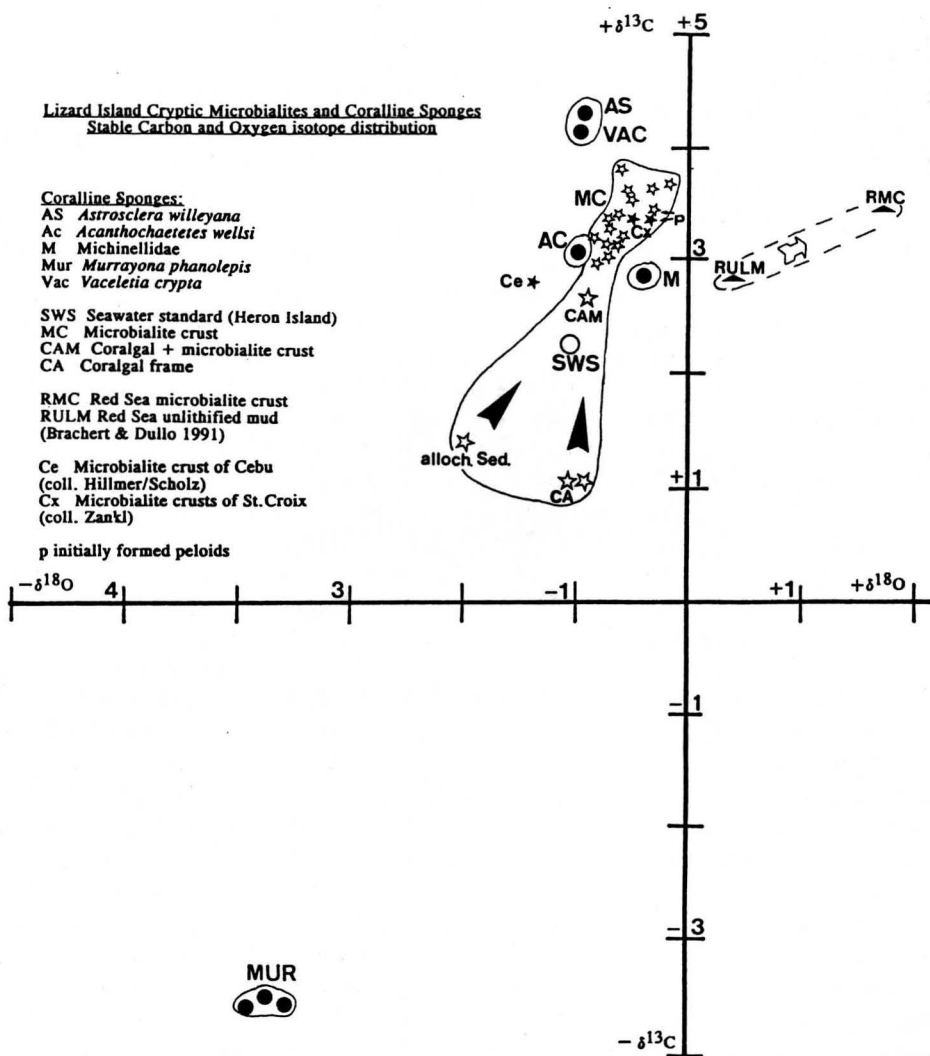 +δ¹³C +5
Lizard Island Cryptic Microbialites and Coralline Sponges
Stable Carbon and Oxygen isotope distribution
AS
VAC
Coralline Sponges:
AS Astrosclera willeyana
Ac Acanthochaetetes wellsi
M Michinellidae
Mur Murrayona phanolepis
Vac Vaceletia crypta
SWS Seawater standard (Heron Island)
MC Microbialite crust
CAM Coralgal + microbialite crust
CA Coralgal frame
RMC Red Sea microbialite crust
RULM Red Sea unlithified mud
(Brachert & Dullo 1991)
Ce Microbialite crust of Cebu
(coll. Hillmer/Scholz)
Cx Microbialite crusts of St.Croix
(coll. Zankl)
p initially formed peloids
MC
RMC
p
Cx
AC
3
Ce
M
RULM
CAM
SWS
alloch. Sed.
CA
+1
−δ¹⁸O 4 3 −1 +1 +δ¹⁸O
−1
−3
MUR
− δ¹³C